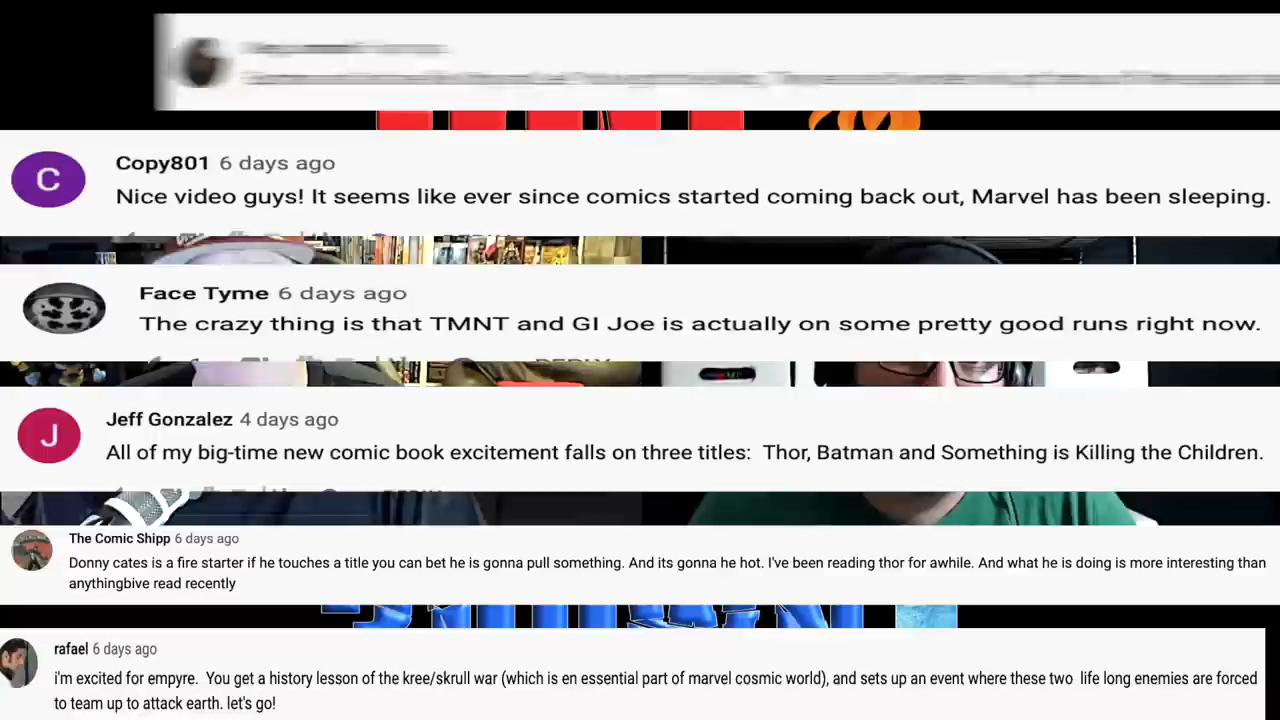 Copy801 6 days ago
Nice video guys! It seems like ever since comics started coming back out, Marvel has been sleeping.
Face Tyme 6 days ago
The crazy thing is that TMNT and GI Joe is actually on some pretty good runs right now.
REPLY
Jeff Gonzalez 4 days ago
All of my big-time new comic book excitement falls on three titles:  Thor, Batman and Something is Killing the Children.
The Comic Shipp 6 days ago
Donny cates is a fire starter if he touches a title you can bet he is gonna pull something. And its gonna he hot. I've been reading thor for awhile. And what he is doing is more interesting than
anythingbive read recently
rafael 6 days ago
i'm excited for empyre.  You get a history lesson of the kree/skrull war (which is en essential part of marvel cosmic world), and sets up an event where these two  life long enemies are forced
to team up to attack earth. let's go!